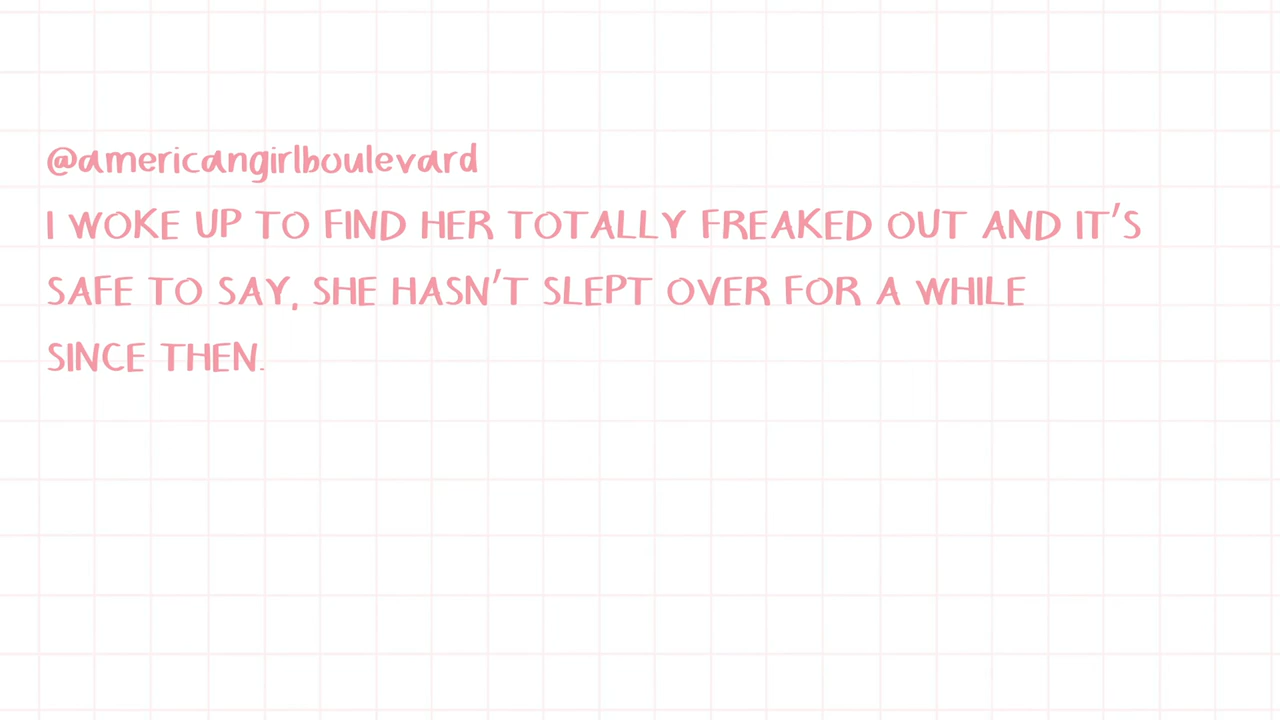 @americangirlboulevard
I WOKE UP TO FIND HER TOTALLY FREAKED OUT AND IT'S
SAFE TO SAY, SHE HASN'T SLEPT OVER FOR A WHILE
SINCE THEN.